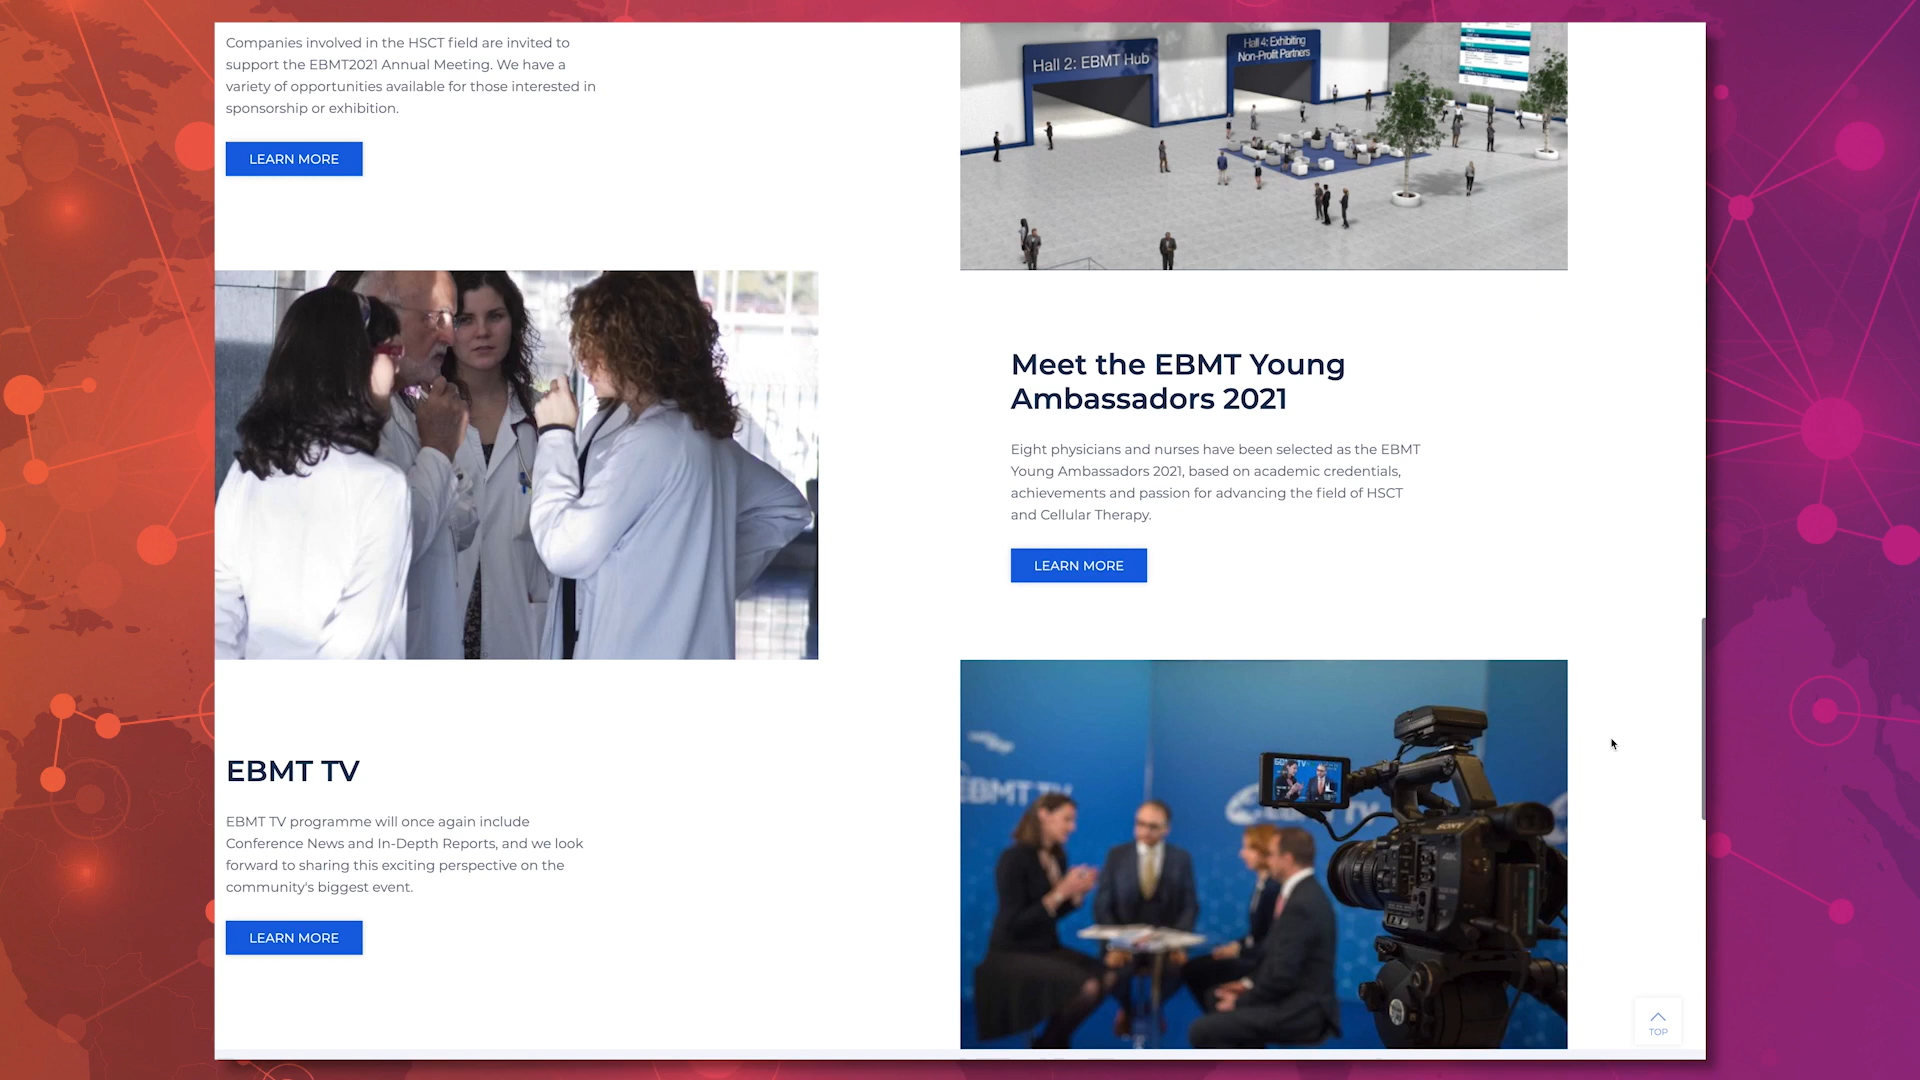 Companies involved in the HSCT field are invited to
support the EBMT2021 Annual Meeting. We have a
variety of opportunities available for those interested in
sponsorship or exhibition.
LEARN MORE
Hall 2: EBMT Hub
Hall 4: Exhibiting
Non-Profit Partners
Meet the EBMT Young
Ambassadors 2021
Eight physicians and nurses have been selected as the EBMT
Young Ambassadors 2021, based on academic credentials,
achievements and passion for advancing the field of HSCT
and Cellular Therapy.
LEARN MORE
EBMT TV
EBMT TV programme will once again include
Conference News and In-Depth Reports, and we look
forward to sharing this exciting perspective on the
community's biggest event.
LEARN MORE
EBMT TV
SONY
4K
TOP